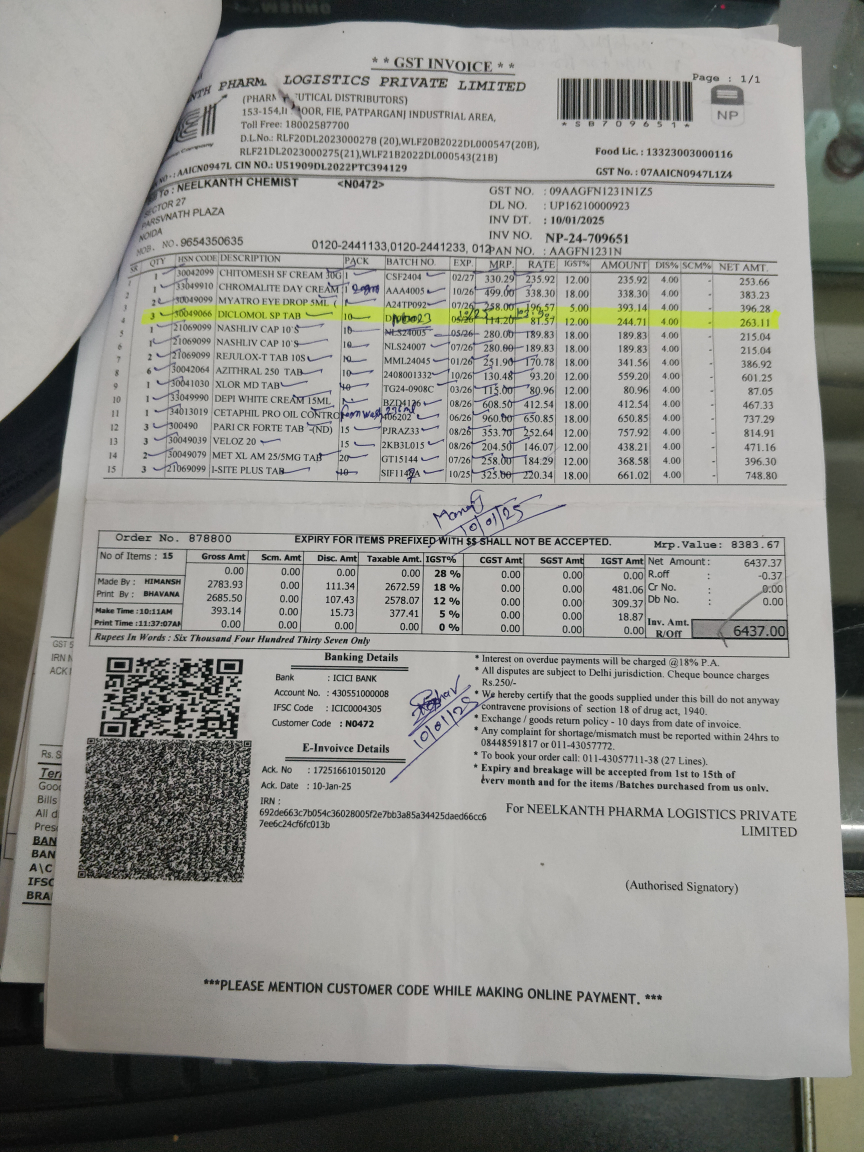 ** GST INVOICE **
Page : 1/1
NTH PHARM LOGISTICS PRIVATE LIMITED
(PHARM UTICAL DISTRIBUTORS)
153-154,II OOR, FIE, PATPARGANJ INDUSTRIAL AREA,
Toll Free: 18002587700
D.L.No.: RLF20DL2023000278 (20),WLF20B2022DL000547(20B),
RLF21DL2023000275(21),WLF21B2022DL000543(21B)
*SB709651*
NP
Food Lic. : 13323003000116
NO-:AAICN0947L CIN NO.: U51909DL2022PTC394129
GST No. : 07AAICN0947L1Z4
To : NEELKANTH CHEMIST <N0472>
SECTOR 27
PARSVNATH PLAZA
NOIDA
MOB. NO.9654350635
0120-2441133,0120-2441233, 012
GST NO. : 09AAGFN1231N1Z5
DL NO. : UP16210000923
INV DT. : 10/01/2025
INV NO. NP-24-709651
PAN NO. : AAGFN1231N
SR QTY HSN CODE DESCRIPTION PACK BATCH NO. EXP. MRP. RATE IGST% AMOUNT DIS% SCM% NET AMT.
1 1 30042099 CHITOMESH SF CREAM 30G 1 CSF2404 02/27 330.29 235.92 12.00 235.92 4.00 - 253.66
2 1 33049910 CHROMALITE DAY CREAM 1 AAA4005 10/26 499.00 338.30 18.00 338.30 4.00 - 383.23
3 2 30049099 MYATRO EYE DROP 5ML ( 1 A24TP092 07/26 258.00 196.57 5.00 393.14 4.00 - 396.28
4 3 30049066 DICLOMOL SP TAB 10 114.20 81.57 12.00 244.71 4.00 - 263.11
5 1 21069099 NASHLIV CAP 10'S 10 NLS24005 05/26 280.00 189.83 18.00 189.83 4.00 - 215.04
6 1 21069099 NASHLIV CAP 10'S 10 NLS24007 07/26 280.00 189.83 18.00 189.83 4.00 - 215.04
7 2 21069099 REJULOX-T TAB 10S 10 MML24045 01/26 251.90 170.78 18.00 341.56 4.00 - 386.92
8 6 30042064 AZITHRAL 250 TAB 2408001332 10/26 130.48 93.20 12.00 559.20 4.00 - 601.25
9 1 30041030 XLOR MD TAB 10 TG24-0908C 03/26 115.00 80.96 12.00 80.96 4.00 - 87.05
10 1 33049990 DEPI WHITE CREAM 15ML BZD4126 08/26 608.50 412.54 18.00 412.54 4.00 - 467.33
11 1 34013019 CETAPHIL PRO OIL CONTRO 406202 06/26 960.00 650.85 18.00 650.85 4.00 - 737.29
12 3 300490 PARI CR FORTE TAB (ND) 15 PJRAZ33 08/26 353.70 252.64 12.00 757.92 4.00 - 814.91
13 3 30049039 VELOZ 20 15 2KB3L015 08/26 204.50 146.07 12.00 438.21 4.00 - 471.16
14 2 30049079 MET XL AM 25/5MG TAB 20 GT15144 07/26 258.00 184.29 12.00 368.58 4.00 - 396.30
15 3 21069099 I-SITE PLUS TAB 10 10/25 325.00 220.34 18.00 661.02 4.00 - 748.80
10/01/25
Order No. 878800 EXPIRY FOR ITEMS PREFIXED WITH $$ SHALL NOT BE ACCEPTED. Mrp.Value: 8383.67
No of Items : 15 Gross Amt Scm. Amt Disc. Amt Taxable Amt. IGST% CGST Amt SGST Amt IGST Amt Net Amount: 6437.37
0.00 0.00 0.00 0.00 28 % 0.00 0.00 0.00 R.off : -0.37
Made By : HIMANSH 2783.93 0.00 111.34 2672.59 18 % 0.00 0.00 481.06 Cr No. : 0.00
Print By : BHAVANA 2685.50 0.00 107.43 2578.07 12 % 0.00 0.00 309.37 Db No. : 0.00
Make Time :10:11AM 393.14 0.00 15.73 377.41 5 % 0.00 0.00 18.87
Print Time :11:37:07AM 0.00 0.00 0.00 0.00 0 % 0.00 0.00 0.00 Inv. Amt. R/Off 6437.00
Rupees In Words : Six Thousand Four Hundred Thirty Seven Only
Banking Details
Bank : ICICI BANK
Account No. : 430551000008
IFSC Code : ICIC0004305
Customer Code : N0472
10/01/25
E-Invoivce Details
Ack. No : 172516610150120
Ack. Date : 10-Jan-25
IRN :
692de663c7b054c36028005f2e7bb3a85a34425daed66cc6
7ee6c24cf6fc013b
* Interest on overdue payments will be charged @18% P.A.
* All disputes are subject to Delhi jurisdiction. Cheque bounce charges
Rs.250/-
* We hereby certify that the goods supplied under this bill do not anyway
contravene provisions of section 18 of drug act, 1940.
* Exchange / goods return policy - 10 days from date of invoice.
* Any complaint for shortage/mismatch must be reported within 24hrs to
08448591817 or 011-43057772.
* To book your order call: 011-43057711-38 (27 Lines).
* Expiry and breakage will be accepted from 1st to 15th of
every month and for the items /Batches purchased from us only.
For NEELKANTH PHARMA LOGISTICS PRIVATE
LIMITED
(Authorised Signatory)
***PLEASE MENTION CUSTOMER CODE WHILE MAKING ONLINE PAYMENT. ***
GST 5
IRN N
ACK I
Rs. S
Ter
Goo
Bills
All d
Pres
BAN
BAN
A\C
IFSC
BRA